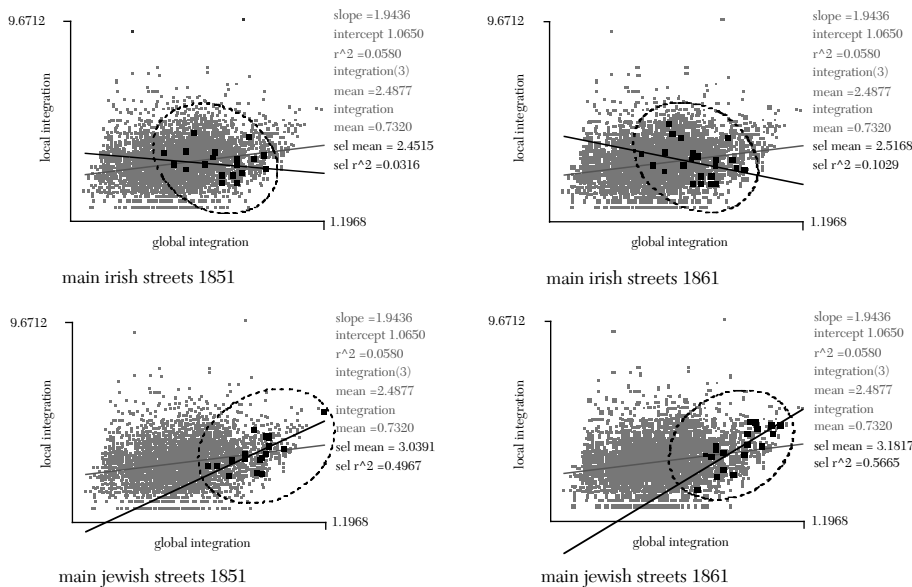 9.6712
local integration
slope =1.9436
intercept 1.0650
r^2 =0.0580
integration(3)
mean =2.4877
integration
mean =0.7320
sel mean = 2.4515
sel r^2 =0.0316
1.1968
global integration
main irish streets 1851
9.6712
local integration
slope =1.9436
intercept 1.0650
r^2 =0.0580
integration(3)
mean =2.4877
integration
mean =0.7320
sel mean = 2.5168
sel r^2 =0.1029
1.1968
global integration
main irish streets 1861
9.6712
local integration
slope =1.9436
intercept 1.0650
r^2 =0.0580
integration(3)
mean =2.4877
integration
mean =0.7320
sel mean = 3.0391
sel r^2 =0.4967
1.1968
global integration
main jewish streets 1851
9.6712
local integration
slope =1.9436
intercept 1.0650
r^2 =0.0580
integration(3)
mean =2.4877
integration
mean =0.7320
sel mean = 3.1817
sel r^2 =0.5665
1.1968
global integration
main jewish streets 1861